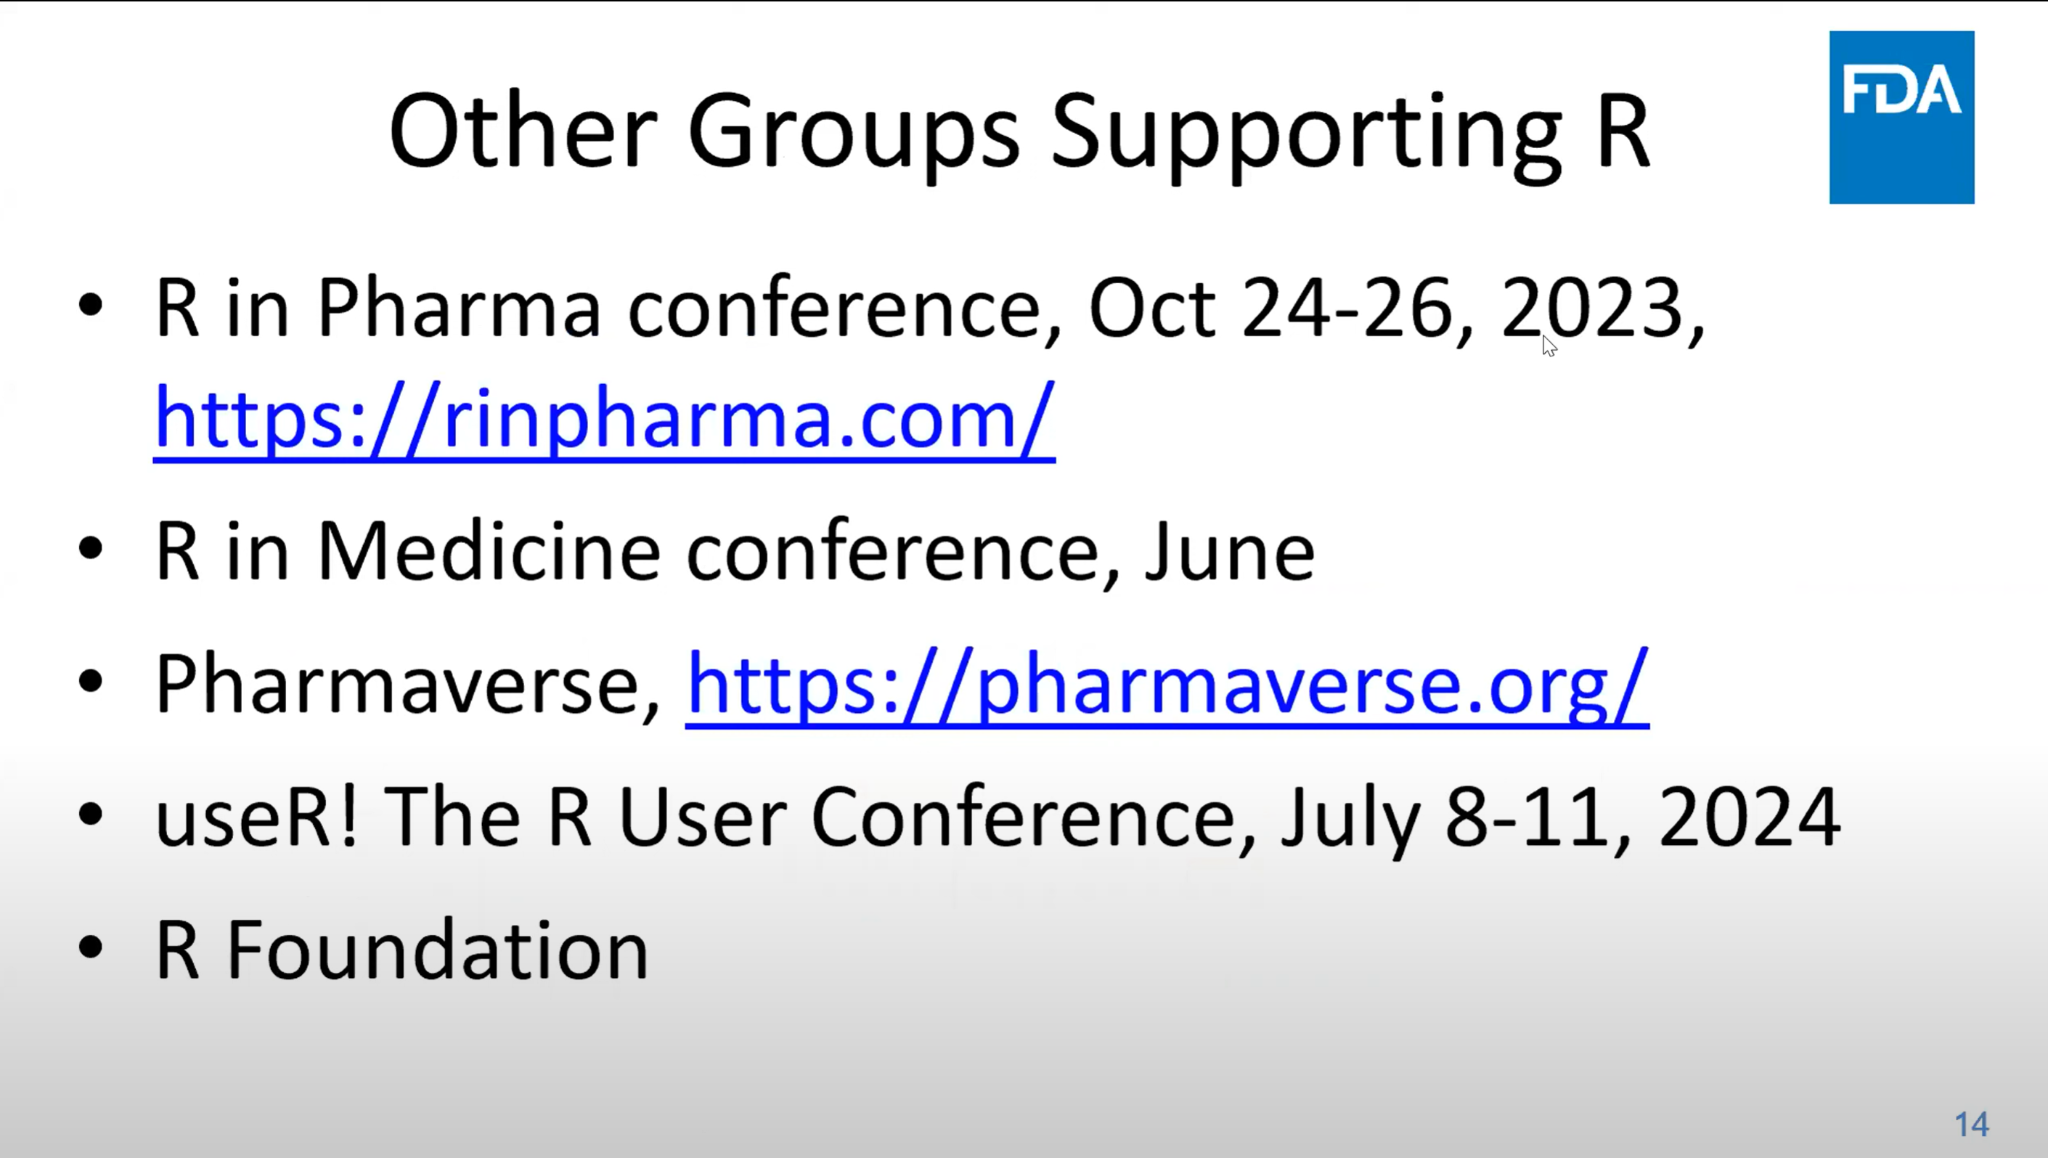 Other Groups Supporting R
FDA
• R in Pharma conference, Oct 24-26, 2023,
https://rinpharma.com/
• R in Medicine conference, June
• Pharmaverse, https://pharmaverse.org/
• useR! The R User Conference, July 8-11, 2024
• R Foundation
14